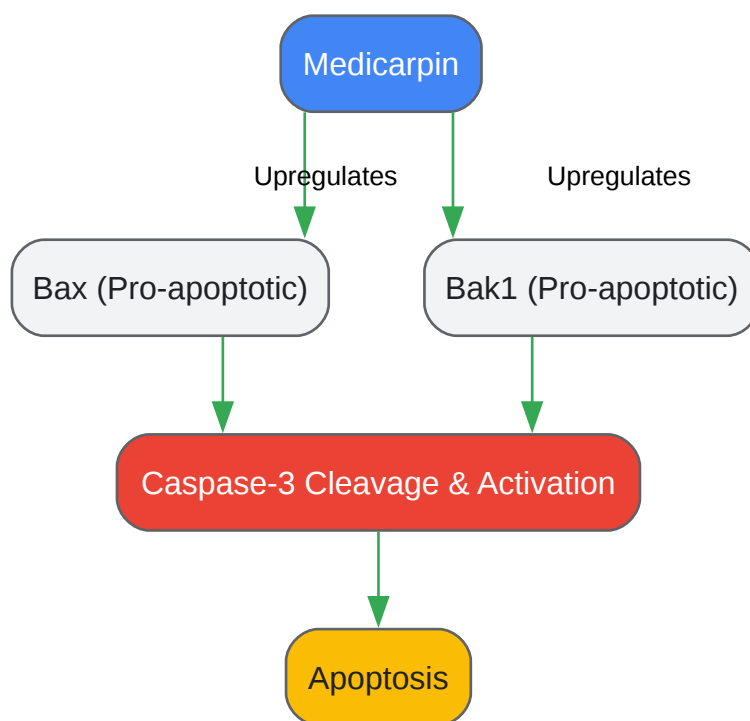 Medicarpin
Upregulates
Upregulates
Bax (Pro-apoptotic)
Bak1 (Pro-apoptotic)
Caspase-3 Cleavage & Activation
Apoptosis